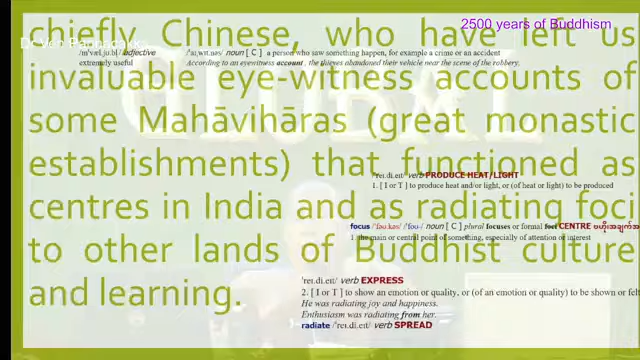 2500 years of Buddhism
chiefly Chinese, who have left us
/ɪnˈvæl.jʊ.bl̩/ adjective
extremely useful
/ˈaɪˌwɪt.nəs/ noun [ C ] a person who saw something happen, for example a crime or an accident
According to an eyewitness account , the thieves abandoned their vehicle near the scene of the robbery.
invaluable eye-witness accounts of
some Mahāvihāras (great monastic
establishments) that functioned as
ˈreɪ.di.eɪt/ verb PRODUCE HEAT/LIGHT
1. [ I or T ] to produce heat and/or light, or (of heat or light) to be produced
centres in India and as radiating foci
focus /ˈfəʊ.kəs/ /ˈfoʊ-/ noun [ C ] plural focuses or formal foci CENTRE
1 the main or central point of something, especially of attention or interest
to other lands of Buddhist culture
and learning.
ˈreɪ.di.eɪt/ verb EXPRESS
2. [ I or T ] to show an emotion or quality, or (of an emotion or quality) to be shown or
He was radiating joy and happiness.
Enthusiasm was radiating from her.
radiate /ˈreɪ.di.eɪt/ verb SPREAD